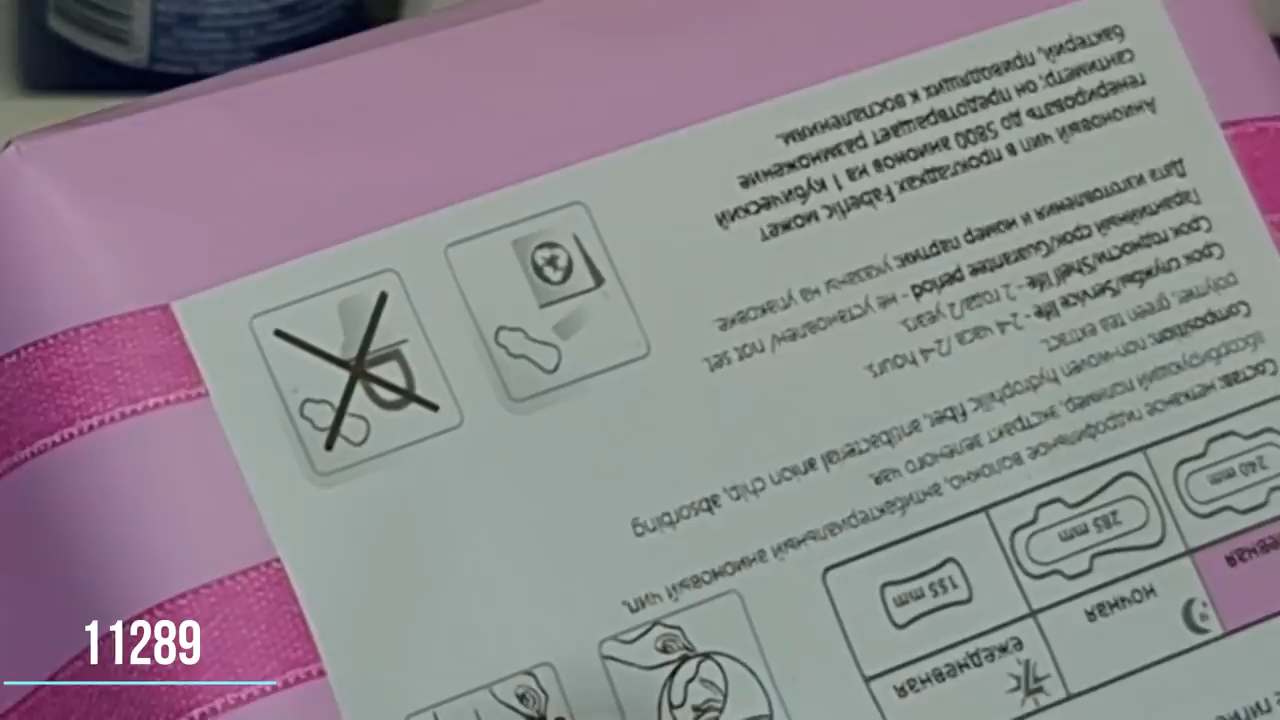 е гигие
ежедневная
ночная
евная
155 mm
285 mm
240 mm
Состав: нетканое гидрофильное волокно, антибактериальный анионовый чип,
абсорбирующий полимер, экстракт зеленого чая.
Composition: non-woven hydrophilic fiber, antibacterial anion chip, absorbing
polymer, green tea extract.
Срок службы/Service life - 2-4 часа /2-4 hours.
Срок годности/Shelf life - 2 года/2 years.
Гарантийный срок/Guarantee period - не установлен/ not set.
Дата изготовления и номер партии: указаны на упаковке.
Анионовый чип в прокладках Faberlic может
генерировать до 5800 анионов на 1 кубический
сантиметр; он предотвращает размножение
бактерий, приводящих к воспалениям.
11289